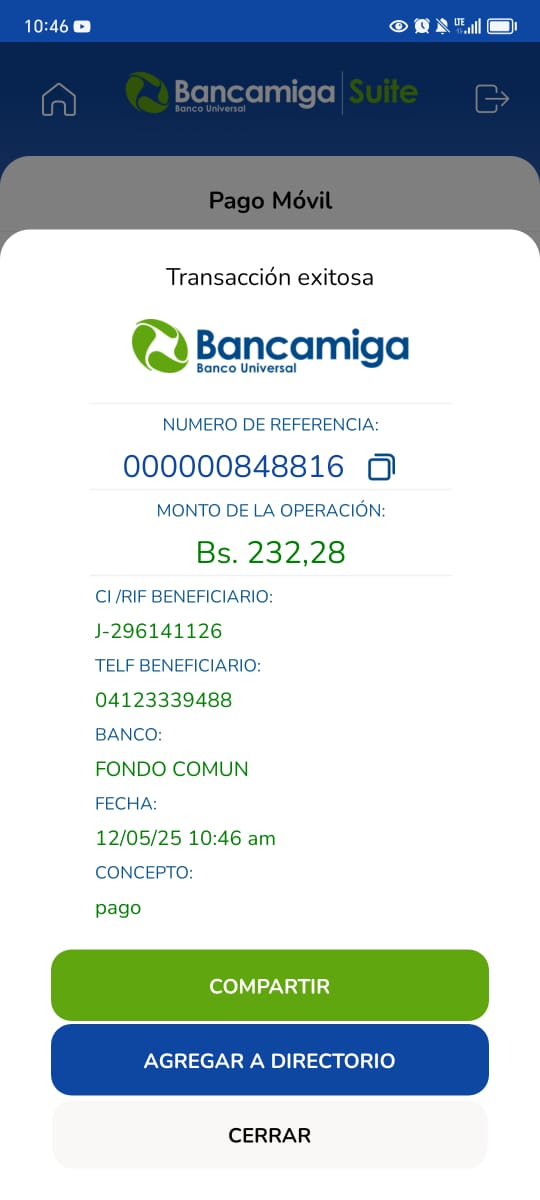 10:46
LTE
Bancamiga Suite
Banco Universal
Pago Móvil
Transacción exitosa
Bancamiga
Banco Universal
NUMERO DE REFERENCIA:
000000848816
MONTO DE LA OPERACIÓN:
Bs. 232,28
CI /RIF BENEFICIARIO:
J-296141126
TELF BENEFICIARIO:
04123339488
BANCO:
FONDO COMUN
FECHA:
12/05/25 10:46 am
CONCEPTO:
pago
COMPARTIR
AGREGAR A DIRECTORIO
CERRAR